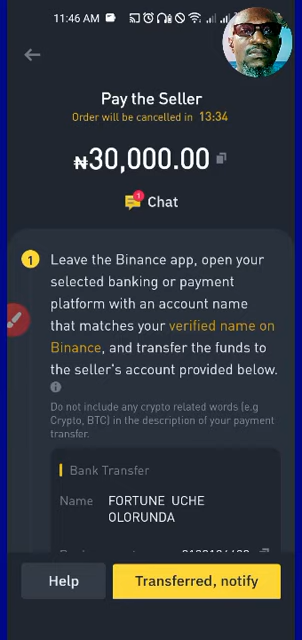 11:46 AM
Pay the Seller
Order will be cancelled in 13:34
₦30,000.00
1
Chat
1 Leave the Binance app, open your
selected banking or payment
platform with an account name
that matches your verified name on
Binance, and transfer the funds to
the seller's account provided below.
Do not include any crypto related words (e.g
Crypto, BTC) in the description of your payment
transfer.
Bank Transfer
Name FORTUNE UCHE
OLORUNDA
Help
Transferred, notify